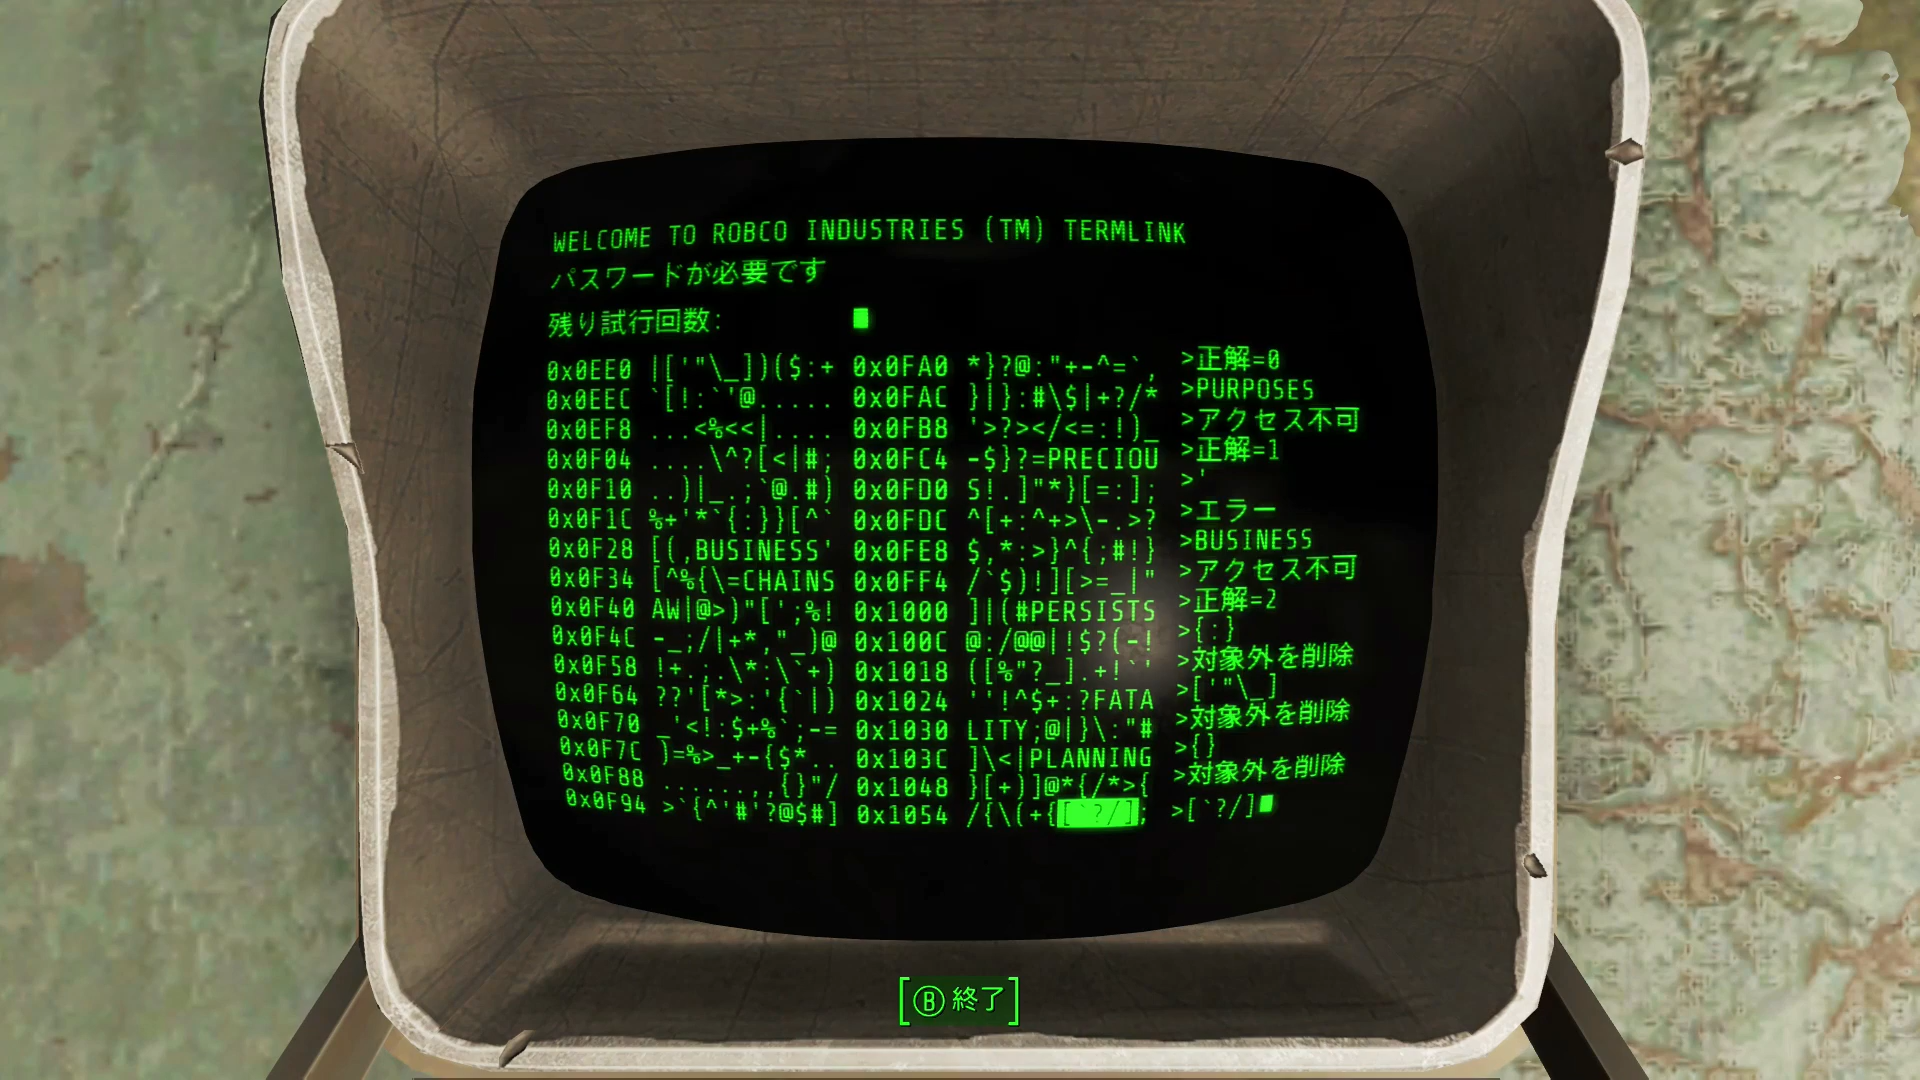 WELCOME TO ROBCO INDUSTRIES (TM) TERMLINK
パスワードが必要です
残り試行回数:
0x0EE0 |['"\_])($:+ 0x0FA0 *}?@:"+-^=`,
0x0EEC `[!:`'@..... 0x0FAC }|}:#\$|+?/*
0x0EF8 ...<%<<|.... 0x0FB8 '>?></<=:!)_
0x0F04 ....\^?[<|#; 0x0FC4 -$}?=PRECIOU
0x0F10 ..)|_.;`@.#) 0x0FD0 S!.]"*}[=:];
0x0F1C %+'*`{:}}[^` 0x0FDC ^[+:^+>\-.>?
0x0F28 [(,BUSINESS' 0x0FE8 $,*:>}^{;#!}
0x0F34 [^%{\=CHAINS 0x0FF4 /`$)!][>=_|"
0x0F40 AW|@>)"[';%! 0x1000 ]|(#PERSISTS
0x0F4C -_;/|+*,"_)@ 0x100C @:/@@|!$?(-!
0x0F58 !+.;.\*:\`+) 0x1018 ([%"?_].+!`'
0x0F64 ??'[*>:'{`|) 0x1024 ''!^$+:?FATA
0x0F70 _'<!:$+%`;-= 0x1030 LITY;@|}\:"#
0x0F7C )=%>_+-{$*.. 0x103C ]\<|PLANNING
0x0F88 ......,,{}"/ 0x1048 }[+)]@*{/*>{
0x0F94 >`{^'#'?@$#] 0x1054 /{\(+{[`?/];
>正解=0
>PURPOSES
>アクセス不可
>正解=1
>'
>エラー
>BUSINESS
>アクセス不可
>正解=2
>{:}
>対象外を削除
>['"\_]
>対象外を削除
>{}
>対象外を削除
>[`?/]
[Ⓑ 終了]